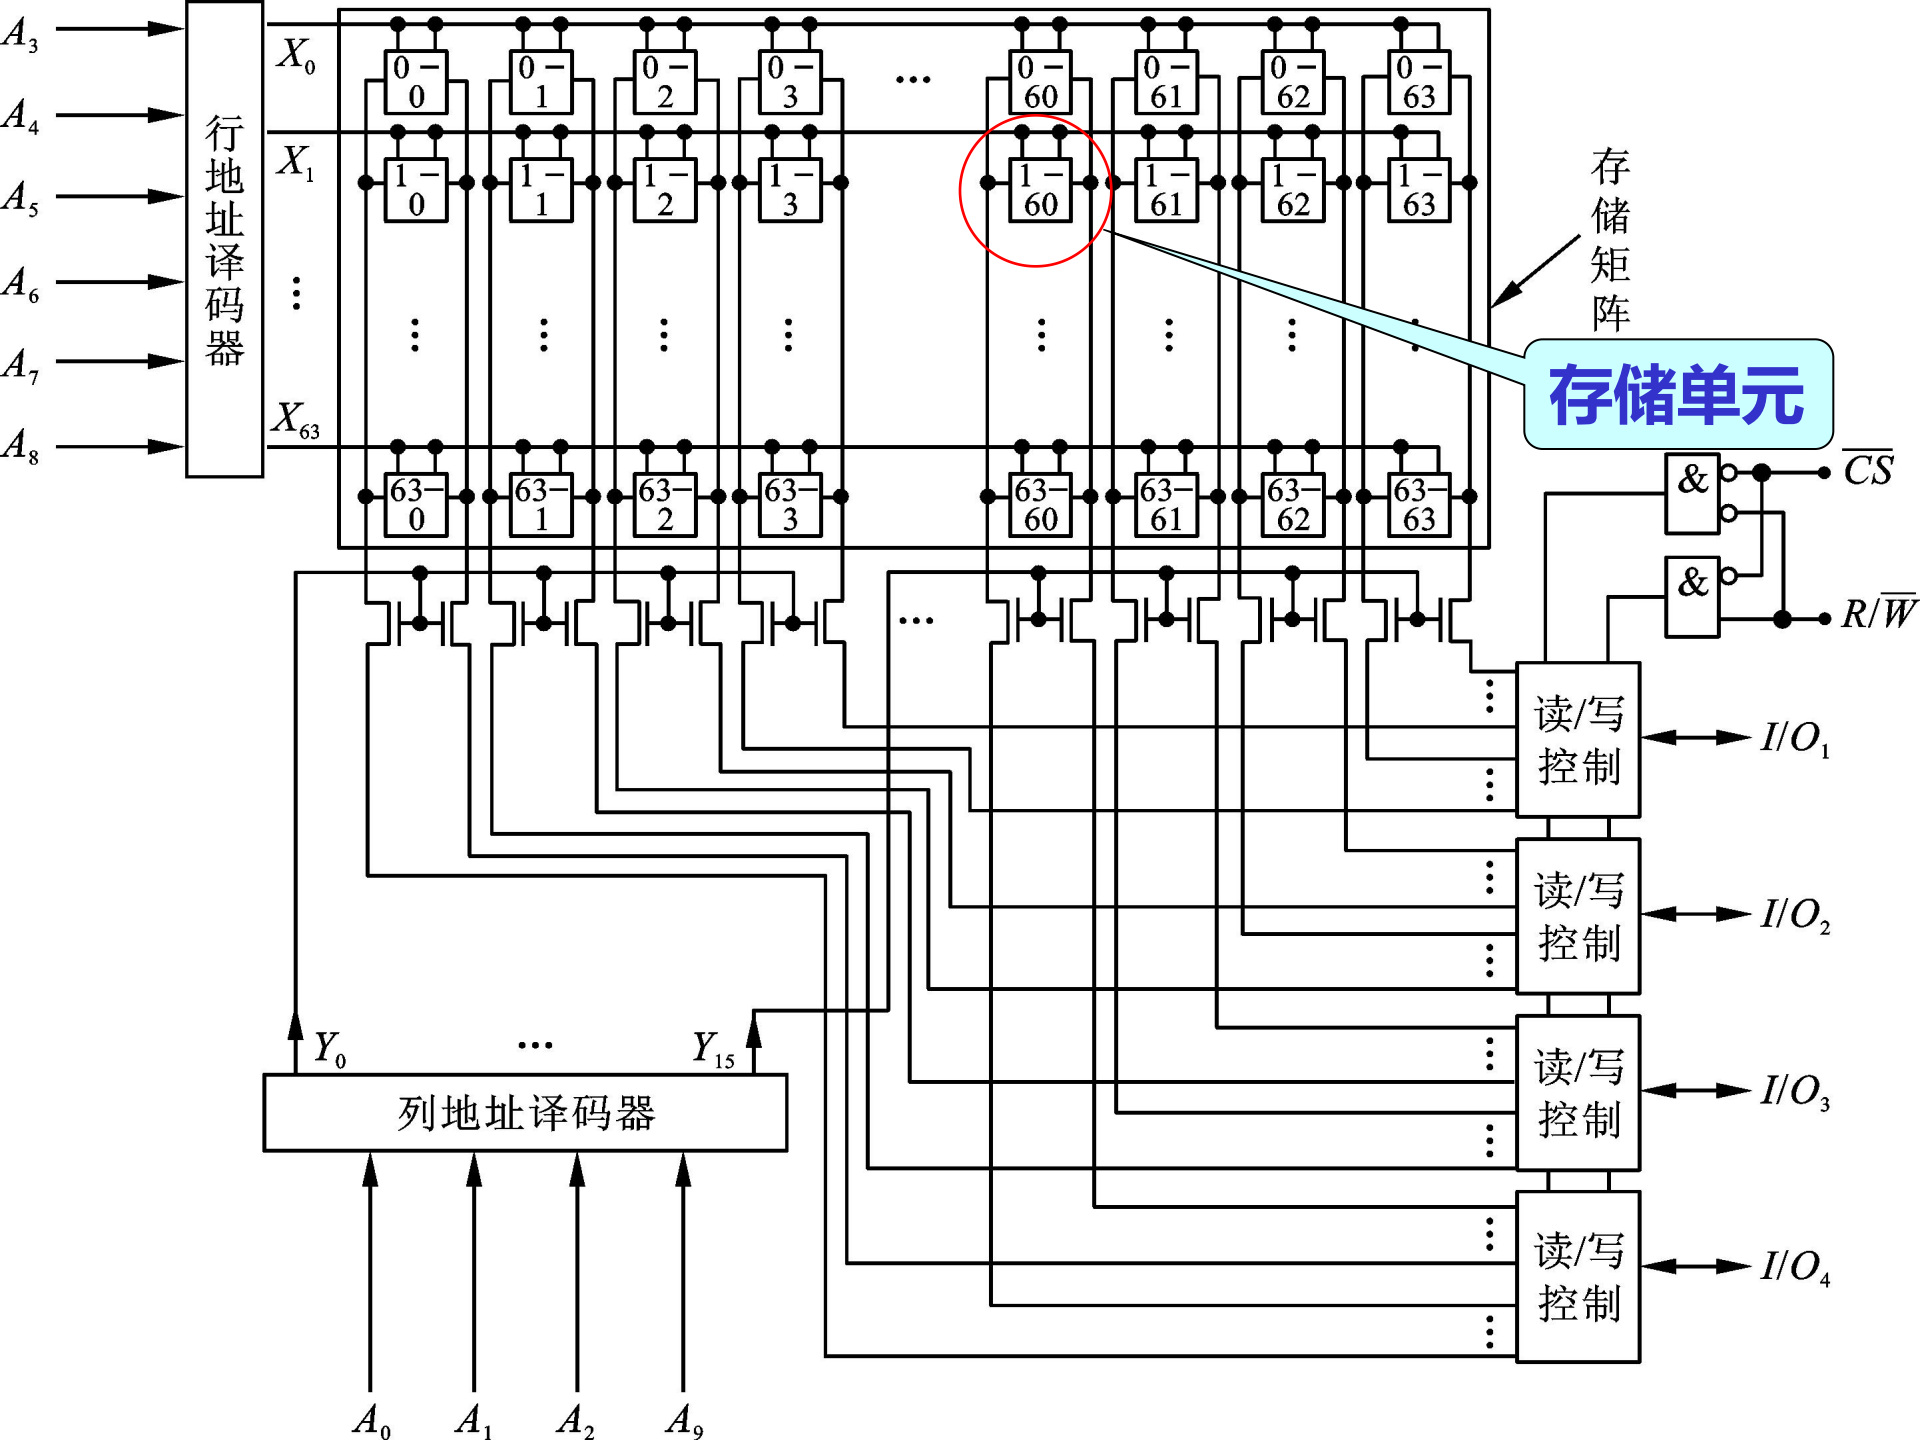 A3
A4
A5
A6
A7
A8
行地址译码器
X0
X1
⋮
X63
0 – 0
0 – 1
0 – 2
0 – 3
…
0 – 60
0 – 61
0 – 62
0 – 63
1 – 0
1 – 1
1 – 2
1 – 3
1 – 60
1 – 61
1 – 62
1 – 63
63– 0
63– 1
63– 2
63– 3
63– 60
63– 61
63– 62
63– 63
存储矩阵
存储单元
&
C̅S̅
&
R/W̅
…
读/写
控制
I/O1
读/写
控制
I/O2
读/写
控制
I/O3
读/写
控制
I/O4
Y0
…
Y15
列地址译码器
A0
A1
A2
A9